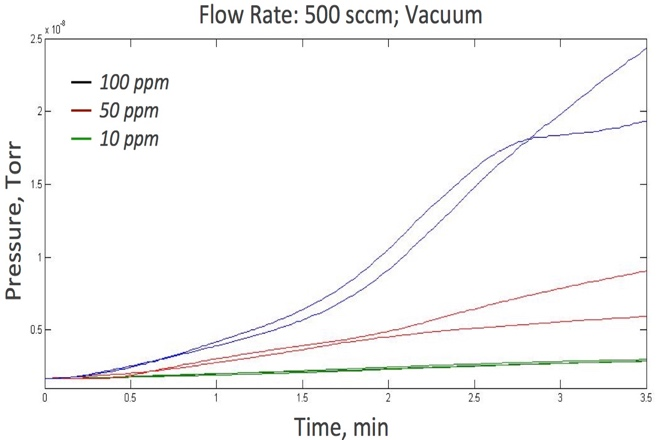 Flow Rate: 500 sccm; Vacuum
x 10⁻⁸
2.5
2
1.5
1
0.5
100 ppm
50 ppm
10 ppm
Pressure, Torr
0 0.5 1 1.5 2 2.5 3 3.5
Time, min